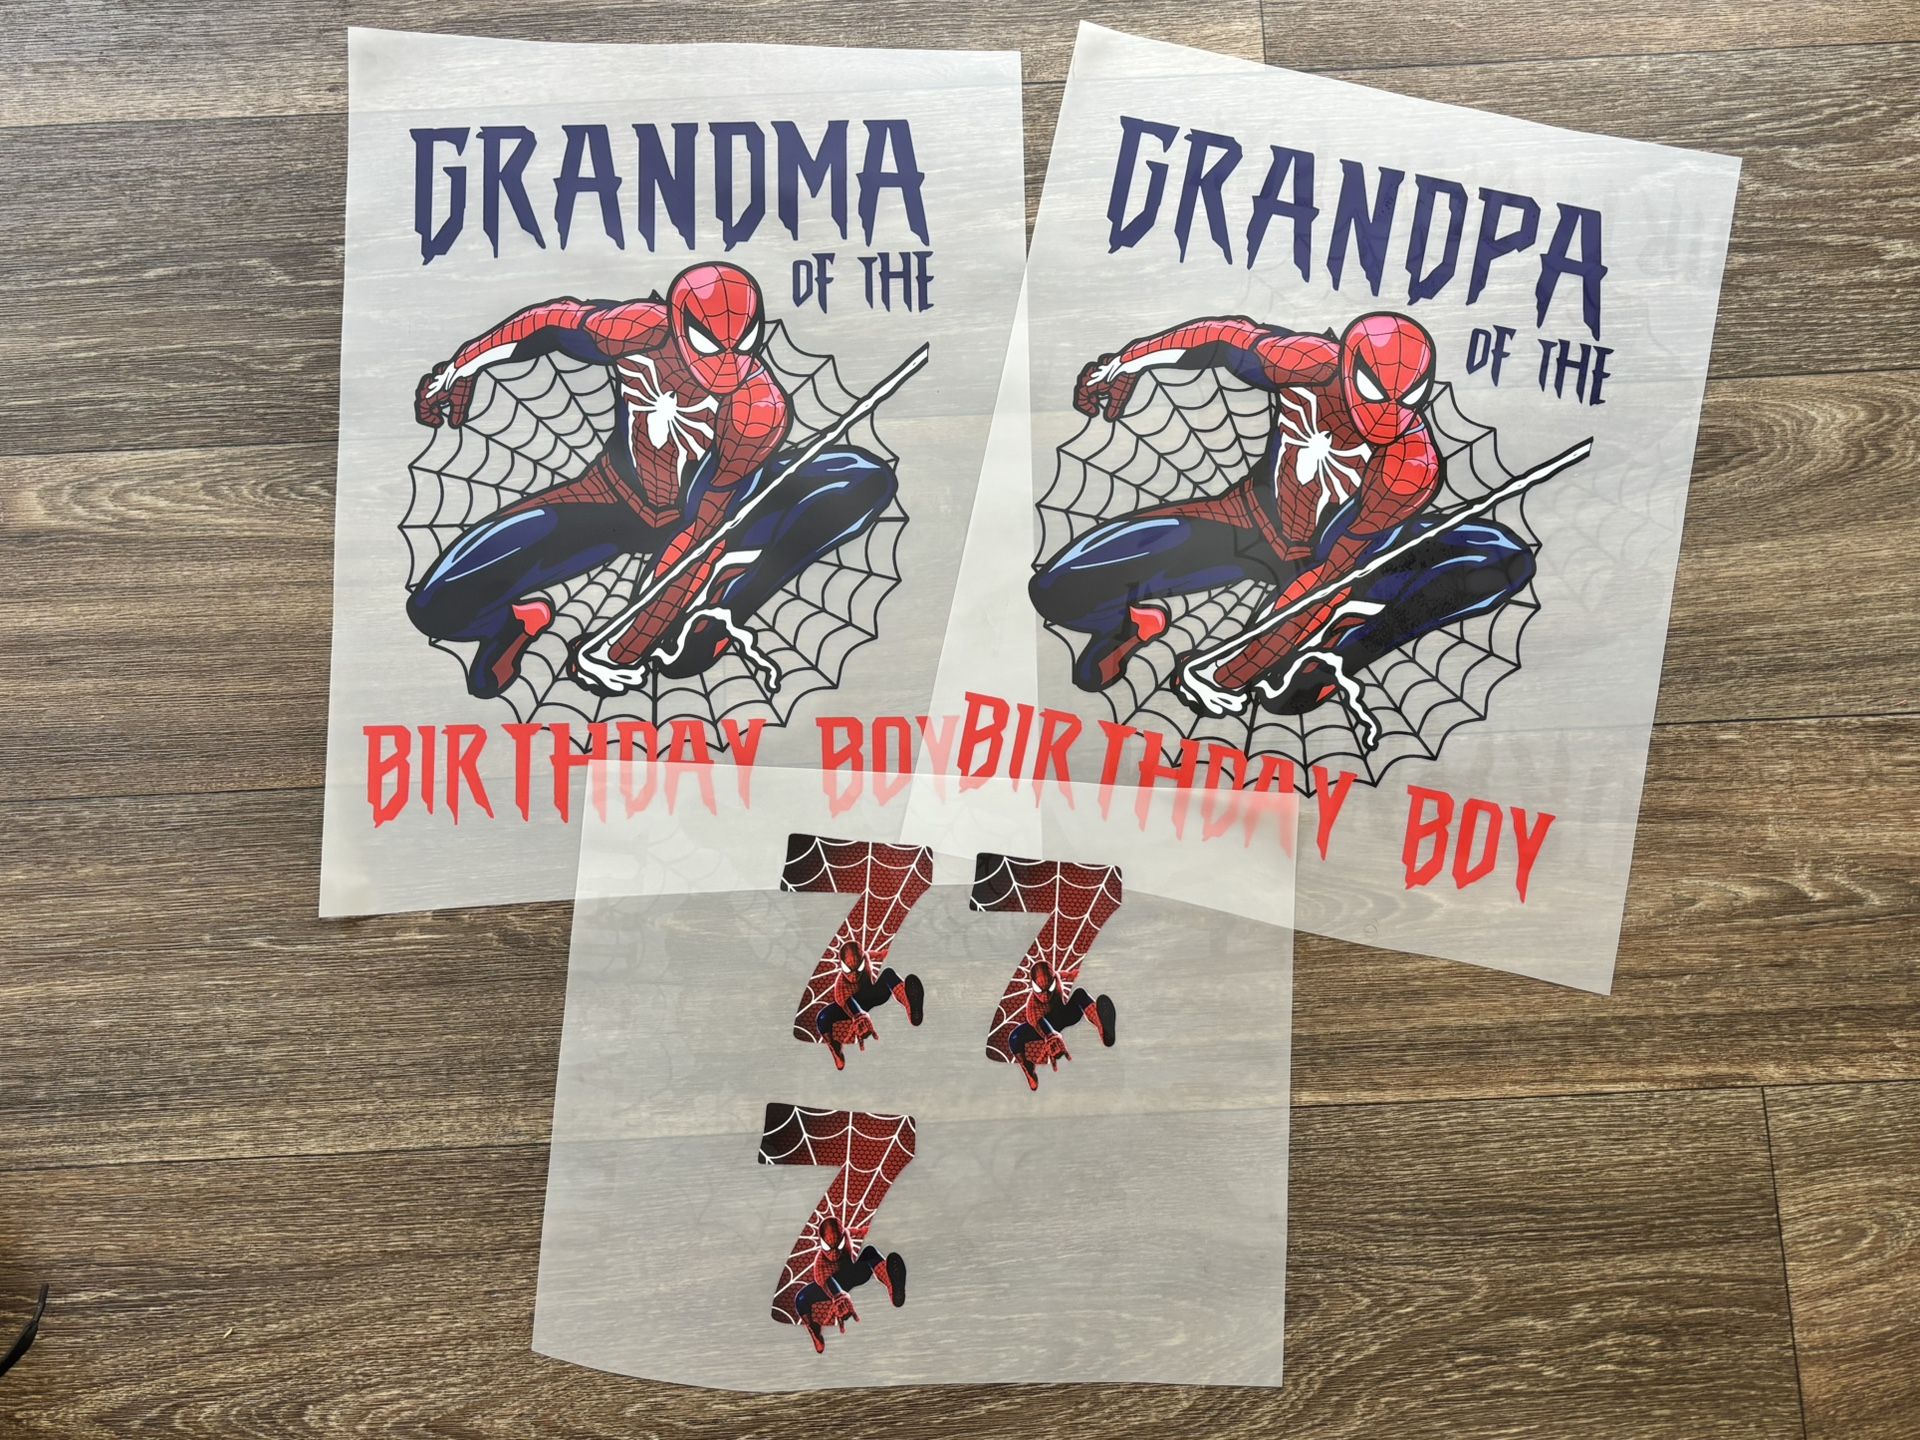 GRANDMA
OF THE
BIRTHDAY BOY
GRANDPA
OF THE
BIRTHDAY BOY
7 7
7